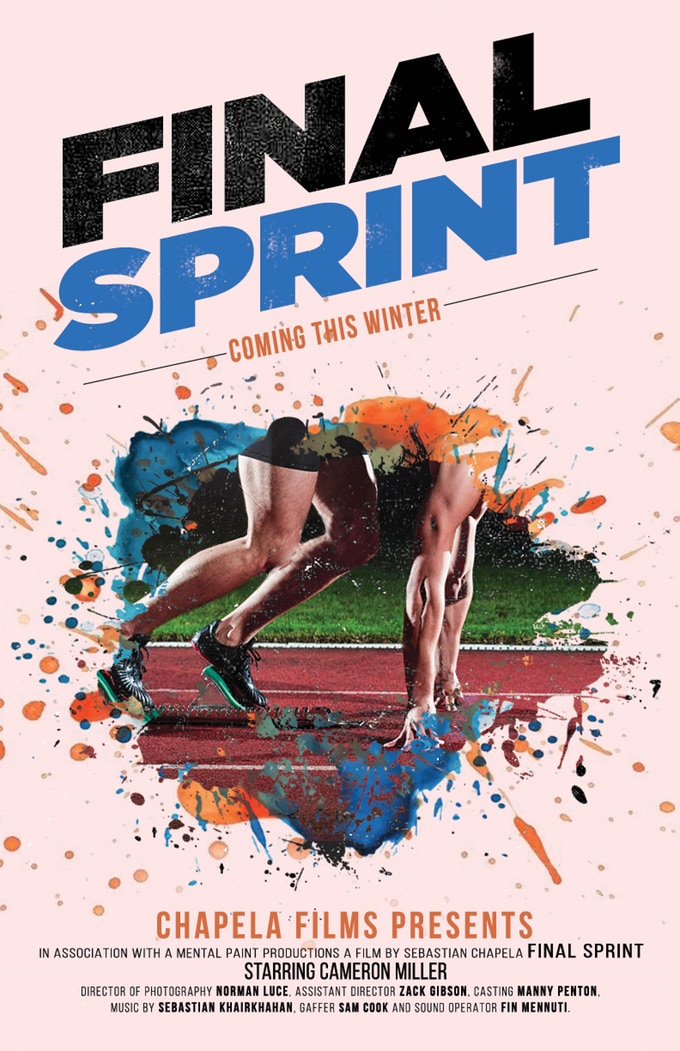 FINAL
SPRINT
COMING THIS WINTER
CHAPELA FILMS PRESENTS
IN ASSOCIATION WITH A MENTAL PAINT PRODUCTIONS A FILM BY SEBASTIAN CHAPELA FINAL SPRINT
STARRING CAMERON MILLER
DIRECTOR OF PHOTOGRAPHY NORMAN LUCE, ASSISTANT DIRECTOR ZACK GIBSON, CASTING MANNY PENTON,
MUSIC BY SEBASTIAN KHAIRKHAHAN, GAFFER SAM COOK AND SOUND OPERATOR FIN MENNUTI.